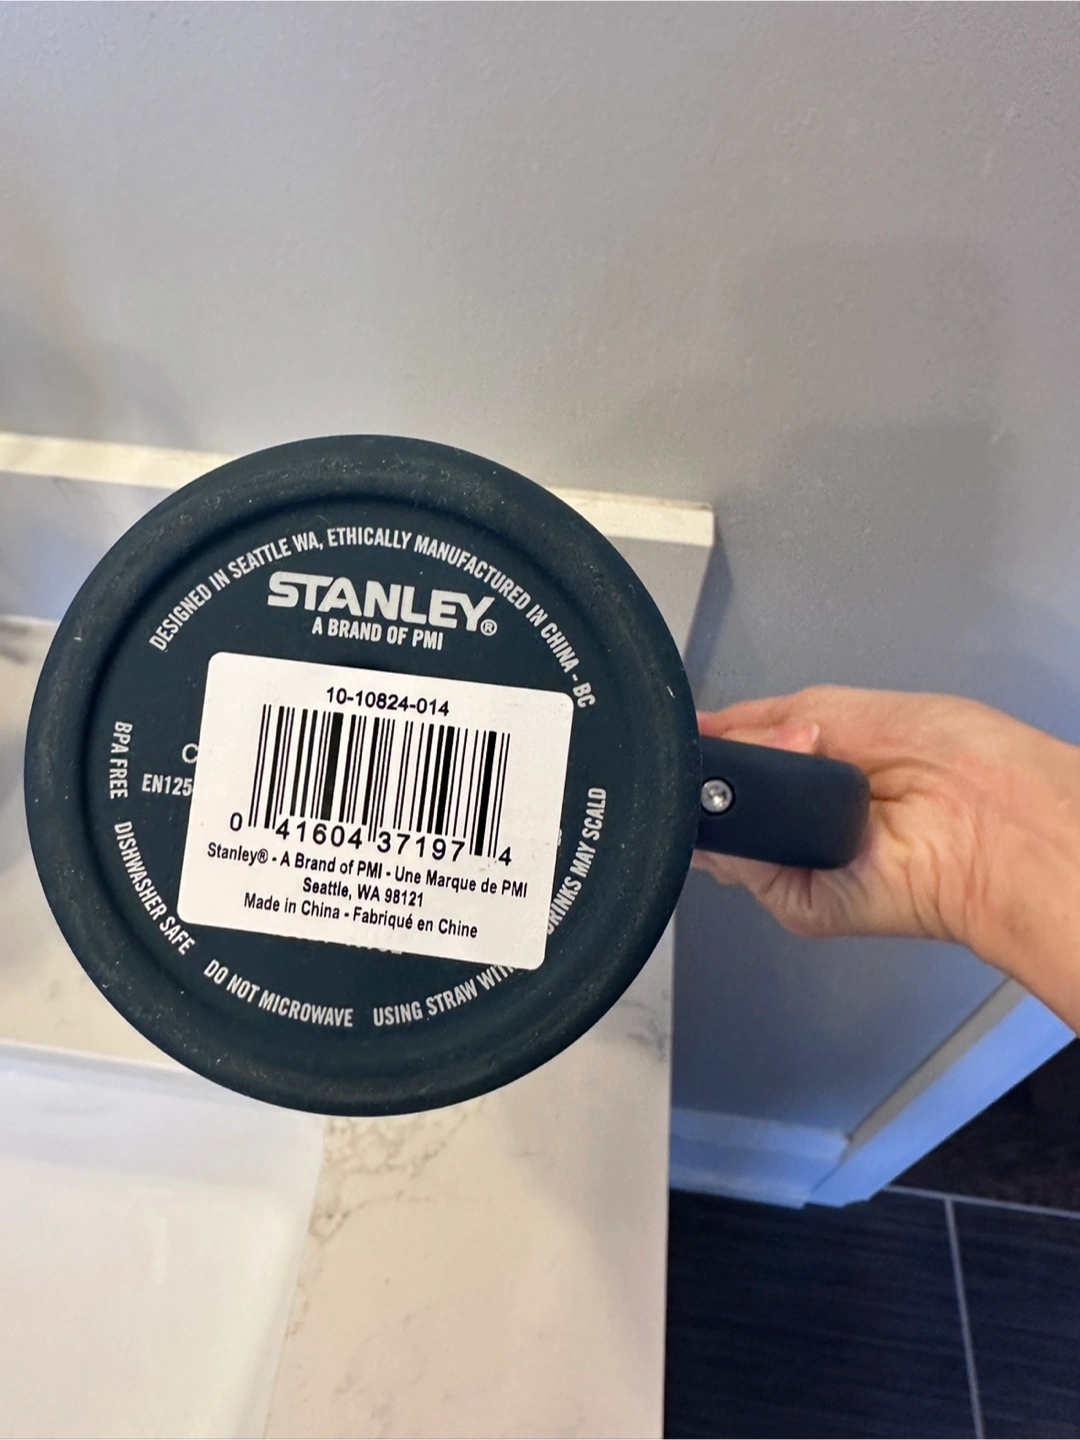 DESIGNED IN SEATTLE WA, ETHICALLY MANUFACTURED IN CHINA - BC
STANLEY®
A BRAND OF PMI
10-10824-014
0 41604 37197 4
Stanley® - A Brand of PMI - Une Marque de PMI
Seattle, WA 98121
Made in China - Fabriqué en Chine
C
EN125
BPA FREE
DISHWASHER SAFE
DO NOT MICROWAVE
USING STRAW WITH
DRINKS MAY SCALD